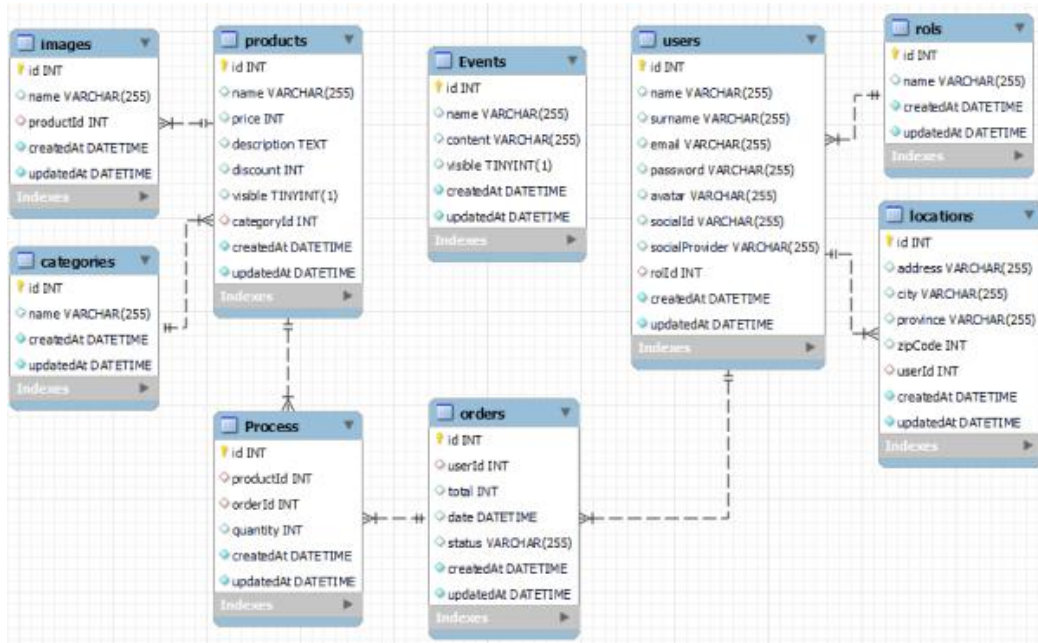 images
id INT
name VARCHAR(255)
productId INT
createdAt DATETIME
updatedAt DATETIME
Indexes
products
id INT
name VARCHAR(255)
price INT
description TEXT
discount INT
visible TINYINT(1)
categoryId INT
createdAt DATETIME
updatedAt DATETIME
Indexes
Events
id INT
name VARCHAR(255)
content VARCHAR(255)
visible TINYINT(1)
createdAt DATETIME
updatedAt DATETIME
Indexes
users
id INT
name VARCHAR(255)
surname VARCHAR(255)
email VARCHAR(255)
password VARCHAR(255)
avatar VARCHAR(255)
socialId VARCHAR(255)
socialProvider VARCHAR(255)
rolId INT
createdAt DATETIME
updatedAt DATETIME
Indexes
rols
id INT
name VARCHAR(255)
createdAt DATETIME
updatedAt DATETIME
Indexes
categories
id INT
name VARCHAR(255)
createdAt DATETIME
updatedAt DATETIME
Indexes
locations
id INT
address VARCHAR(255)
city VARCHAR(255)
province VARCHAR(255)
zipCode INT
userId INT
createdAt DATETIME
updatedAt DATETIME
Indexes
Process
id INT
productId INT
orderId INT
quantity INT
createdAt DATETIME
updatedAt DATETIME
Indexes
orders
id INT
userId INT
total INT
date DATETIME
status VARCHAR(255)
createdAt DATETIME
updatedAt DATETIME
Indexes